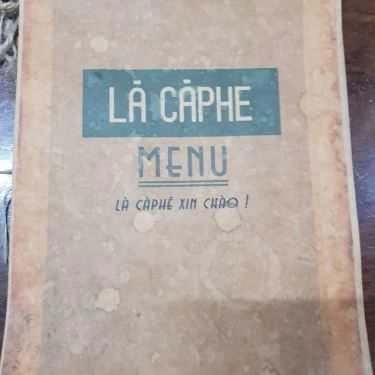 LÀ CÀPHE
MENU
LÀ CÀPHÊ XIN CHÀO !